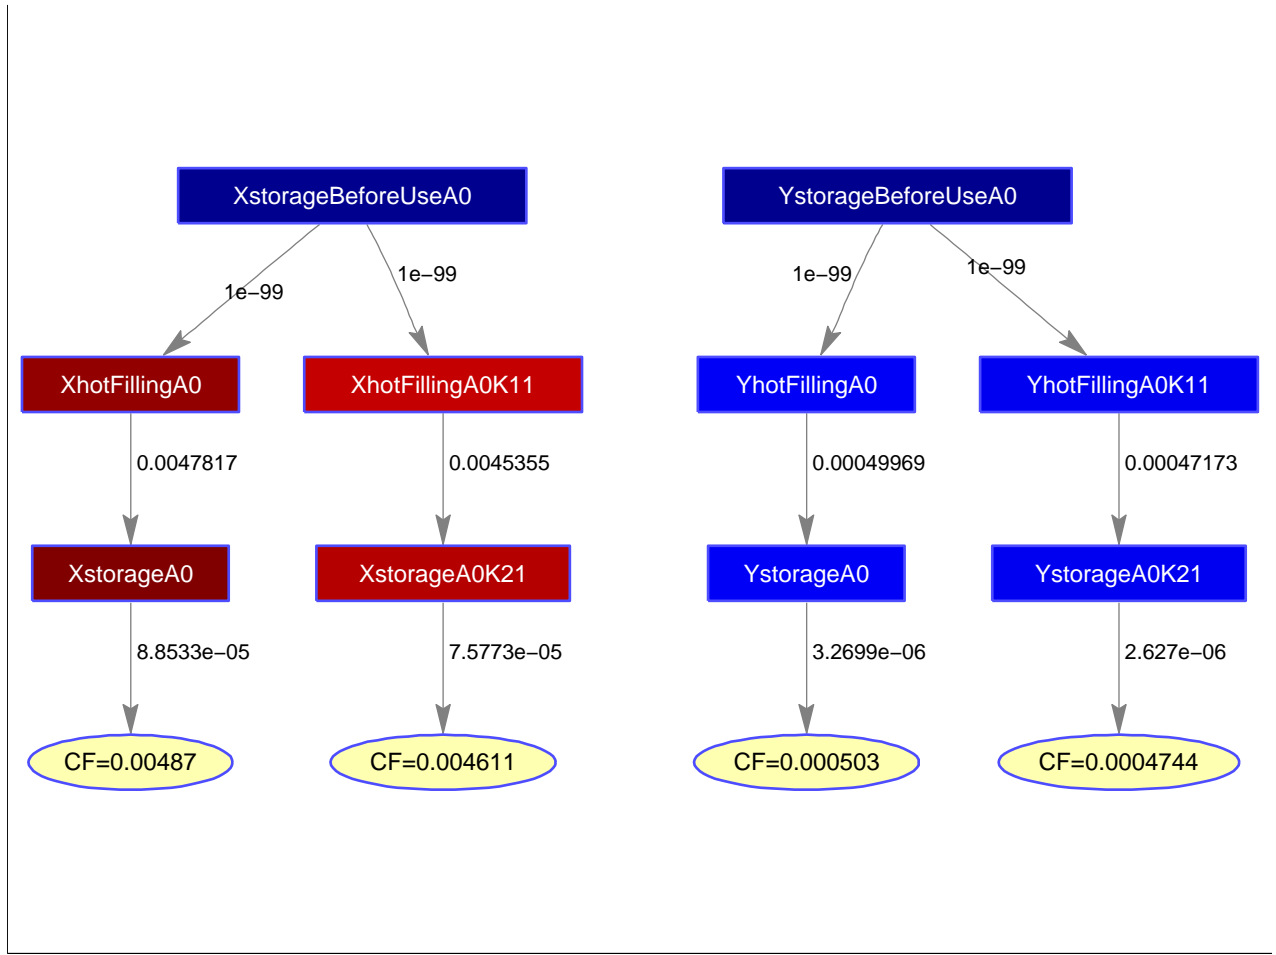 XstorageBeforeUseA0
YstorageBeforeUseA0
1e−99
1e−99
1e−99
1e−99
XhotFillingA0
XhotFillingA0K11
YhotFillingA0
YhotFillingA0K11
0.0047817
0.0045355
0.00049969
0.00047173
XstorageA0
XstorageA0K21
YstorageA0
YstorageA0K21
8.8533e−05
7.5773e−05
3.2699e−06
2.627e−06
CF=0.00487
CF=0.004611
CF=0.000503
CF=0.0004744